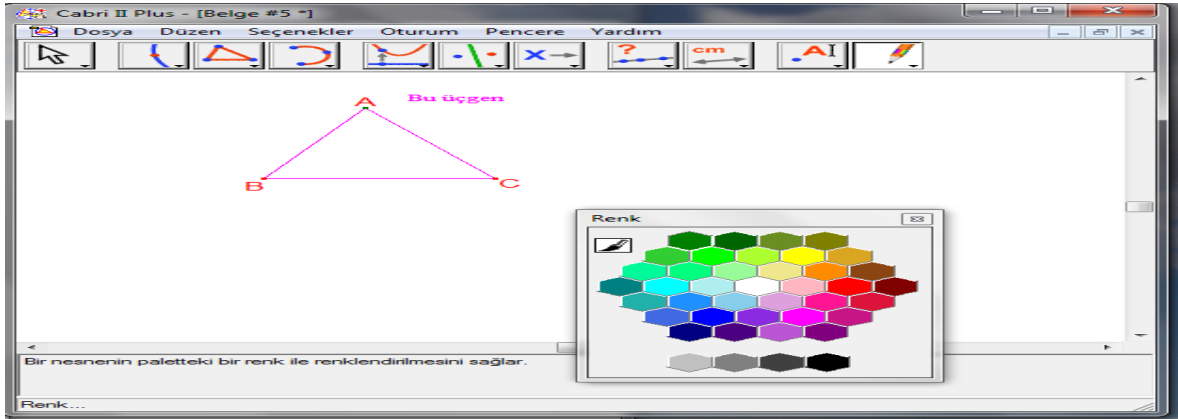 Cabri II Plus - [Belge #5 *]
Dosya Düzen Seçenekler Oturum Pencere Yardım
? cm A
A Bu üçgen
B C
Renk
Bir nesnenin paletteki bir renk ile renklendirilmesini sağlar.
Renk...